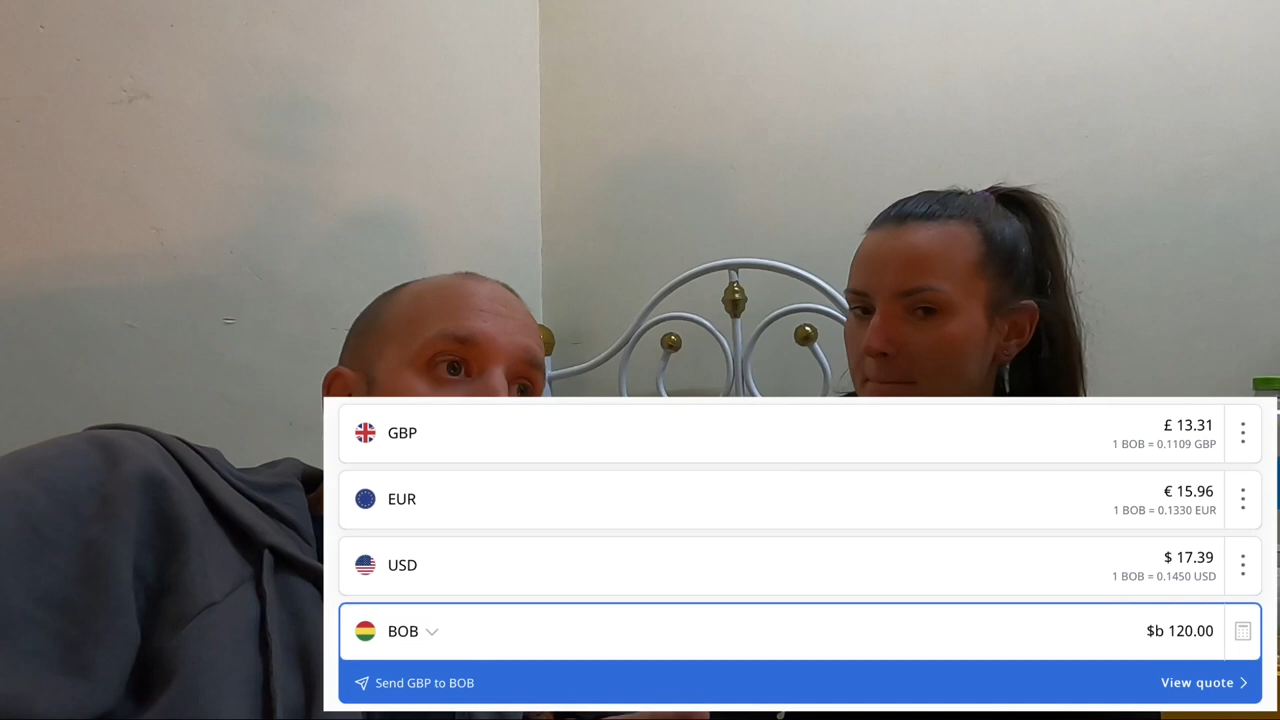 GBP
£ 13.31
1 BOB = 0.1109 GBP
EUR
€ 15.96
1 BOB = 0.1330 EUR
USD
$ 17.39
1 BOB = 0.1450 USD
BOB
$b 120.00
Send GBP to BOB
View quote